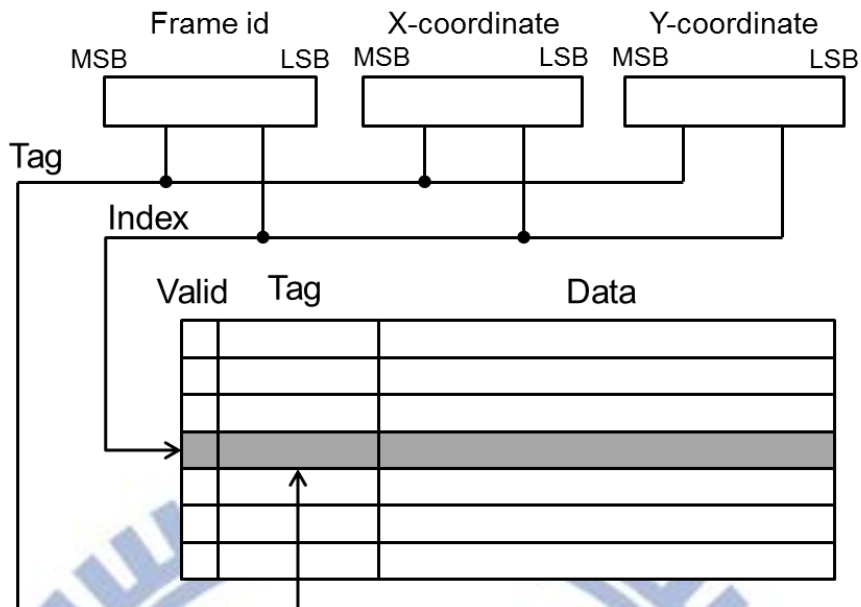 Frame id X-coordinate Y-coordinate
MSB LSB MSB LSB MSB LSB
Tag
Index
Valid Tag Data